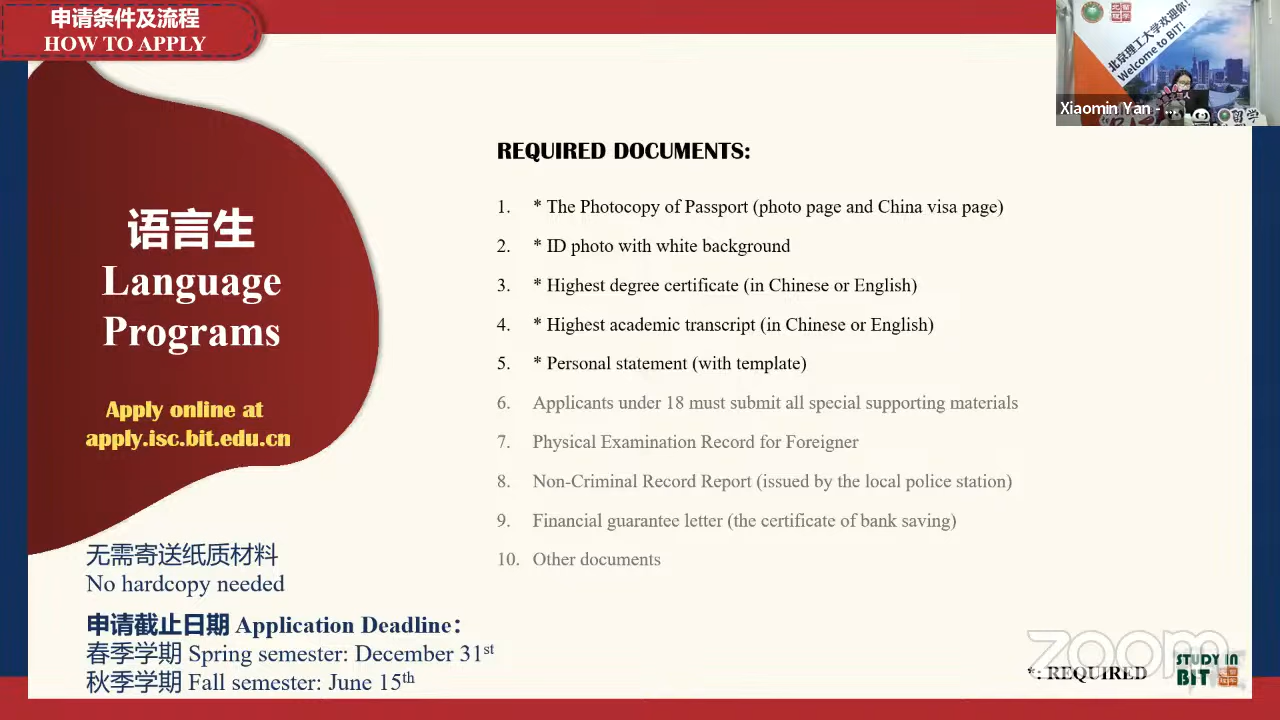 申请条件及流程
HOW TO APPLY
北京理工大学欢迎你!
Welcome to BIT!
Xiaomin Yan - ...
语言生
Language
Programs
Apply online at
apply.isc.bit.edu.cn
无需寄送纸质材料
No hardcopy needed
申请截止日期 Application Deadline：
春季学期 Spring semester: December 31st
秋季学期 Fall semester: June 15th
REQUIRED DOCUMENTS:
1. * The Photocopy of Passport (photo page and China visa page)
2. * ID photo with white background
3. * Highest degree certificate (in Chinese or English)
4. * Highest academic transcript (in Chinese or English)
5. * Personal statement (with template)
6. Applicants under 18 must submit all special supporting materials
7. Physical Examination Record for Foreigner
8. Non-Criminal Record Report (issued by the local police station)
9. Financial guarantee letter (the certificate of bank saving)
10. Other documents
zoom
*: REQUIRED
STUDY IN
BIT